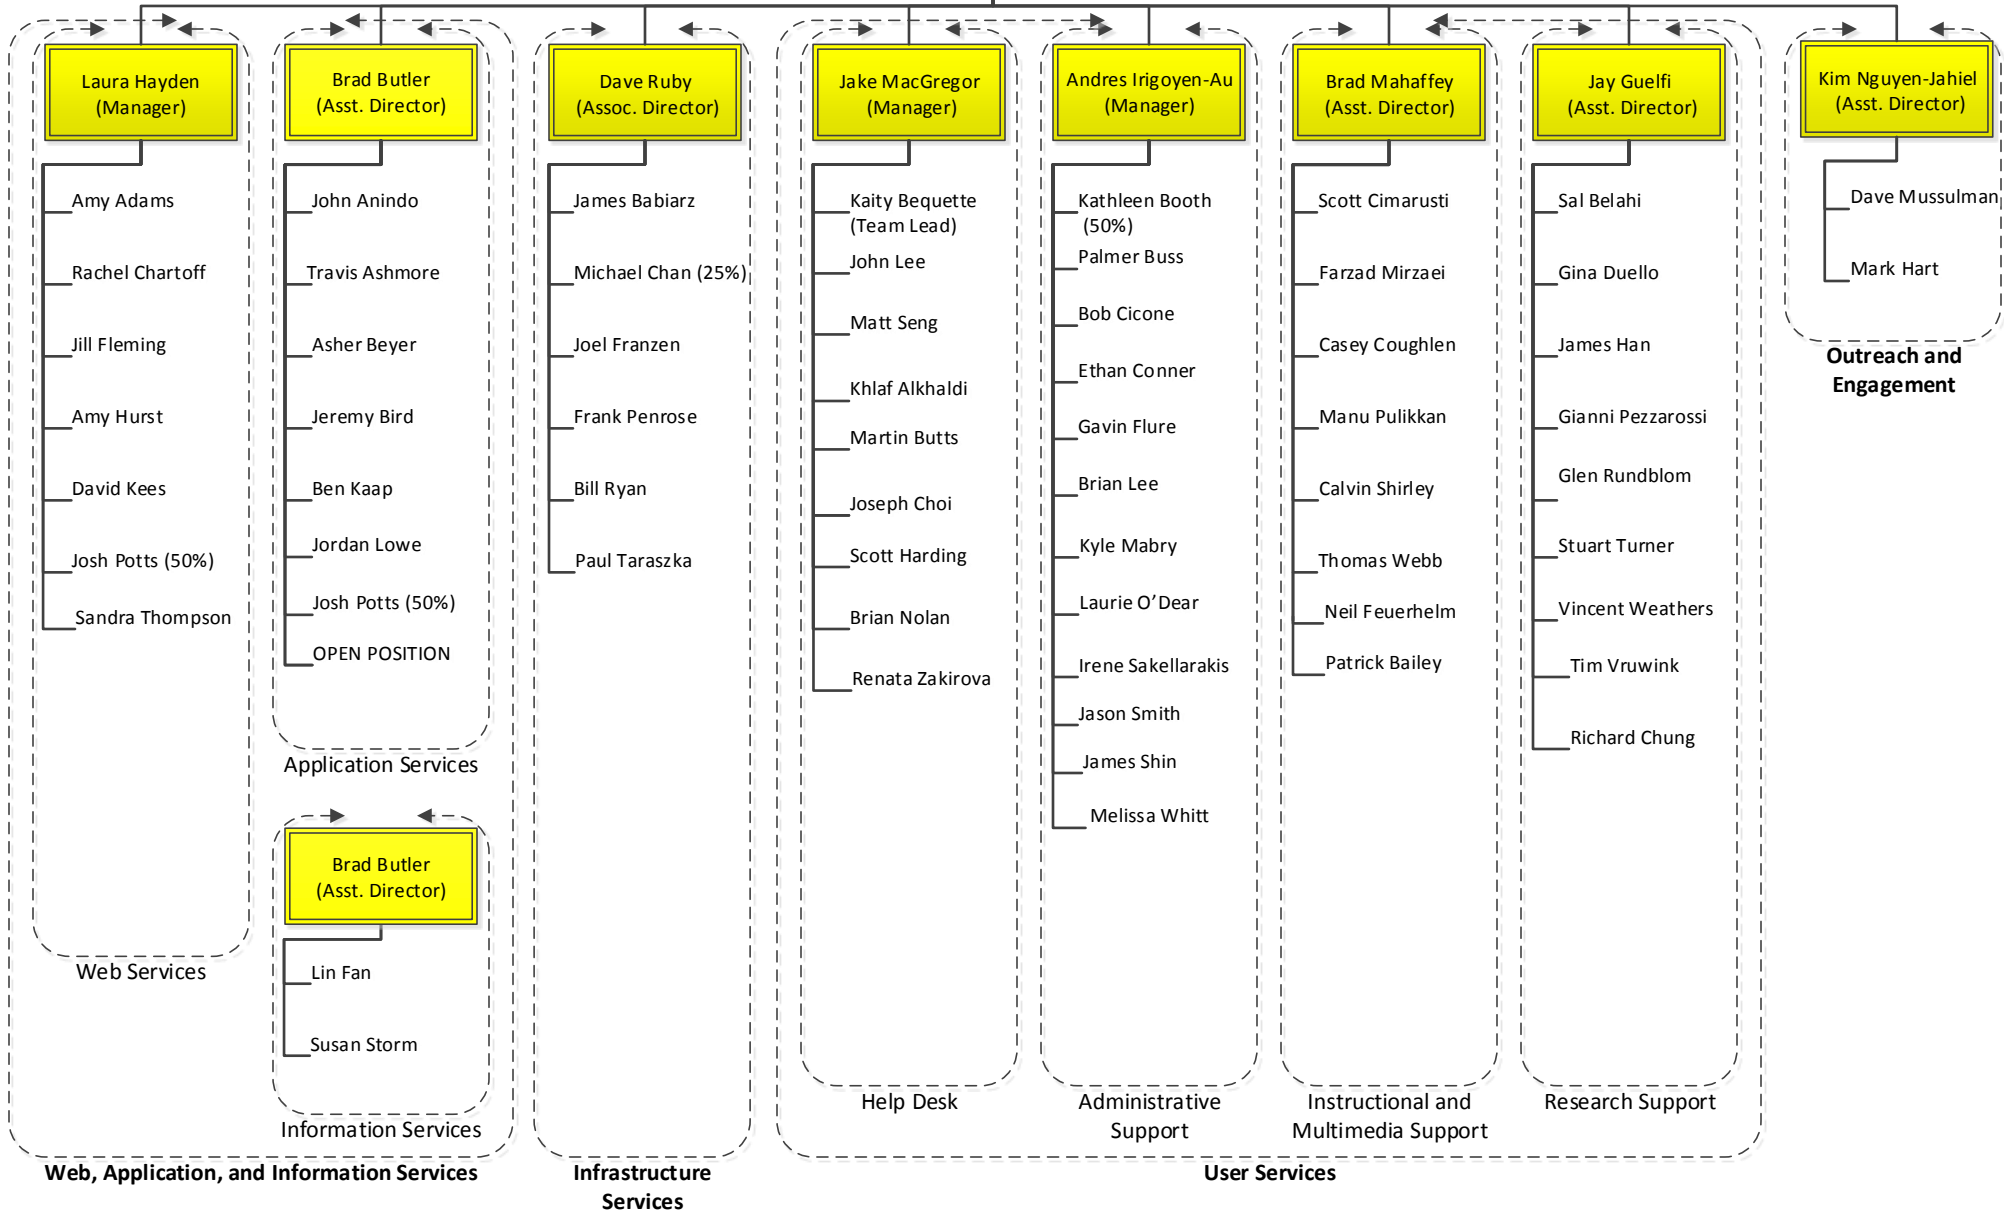 Laura Hayden
(Manager)
Amy Adams
Rachel Chartoff
Jill Fleming
Amy Hurst
David Kees
Josh Potts (50%)
Sandra Thompson
Web Services
Brad Butler
(Asst. Director)
John Anindo
Travis Ashmore
Asher Beyer
Jeremy Bird
Ben Kaap
Jordan Lowe
Josh Potts (50%)
OPEN POSITION
Application Services
Brad Butler
(Asst. Director)
Lin Fan
Susan Storm
Information Services
Web, Application, and Information Services
Dave Ruby
(Assoc. Director)
James Babiarz
Michael Chan (25%)
Joel Franzen
Frank Penrose
Bill Ryan
Paul Taraszka
Infrastructure
Services
Jake MacGregor
(Manager)
Kaity Bequette
(Team Lead)
John Lee
Matt Seng
Khlaf Alkhaldi
Martin Butts
Joseph Choi
Scott Harding
Brian Nolan
Renata Zakirova
Help Desk
Andres Irigoyen-Au
(Manager)
Kathleen Booth
(50%)
Palmer Buss
Bob Cicone
Ethan Conner
Gavin Flure
Brian Lee
Kyle Mabry
Laurie O’Dear
Irene Sakellarakis
Jason Smith
James Shin
Melissa Whitt
Administrative
Support
Brad Mahaffey
(Asst. Director)
Scott Cimarusti
Farzad Mirzaei
Casey Coughlen
Manu Pulikkan
Calvin Shirley
Thomas Webb
Neil Feuerhelm
Patrick Bailey
Instructional and
Multimedia Support
Jay Guelfi
(Asst. Director)
Sal Belahi
Gina Duello
James Han
Gianni Pezzarossi
Glen Rundblom
Stuart Turner
Vincent Weathers
Tim Vruwink
Richard Chung
Research Support
User Services
Kim Nguyen-Jahiel
(Asst. Director)
Dave Mussulman
Mark Hart
Outreach and
Engagement